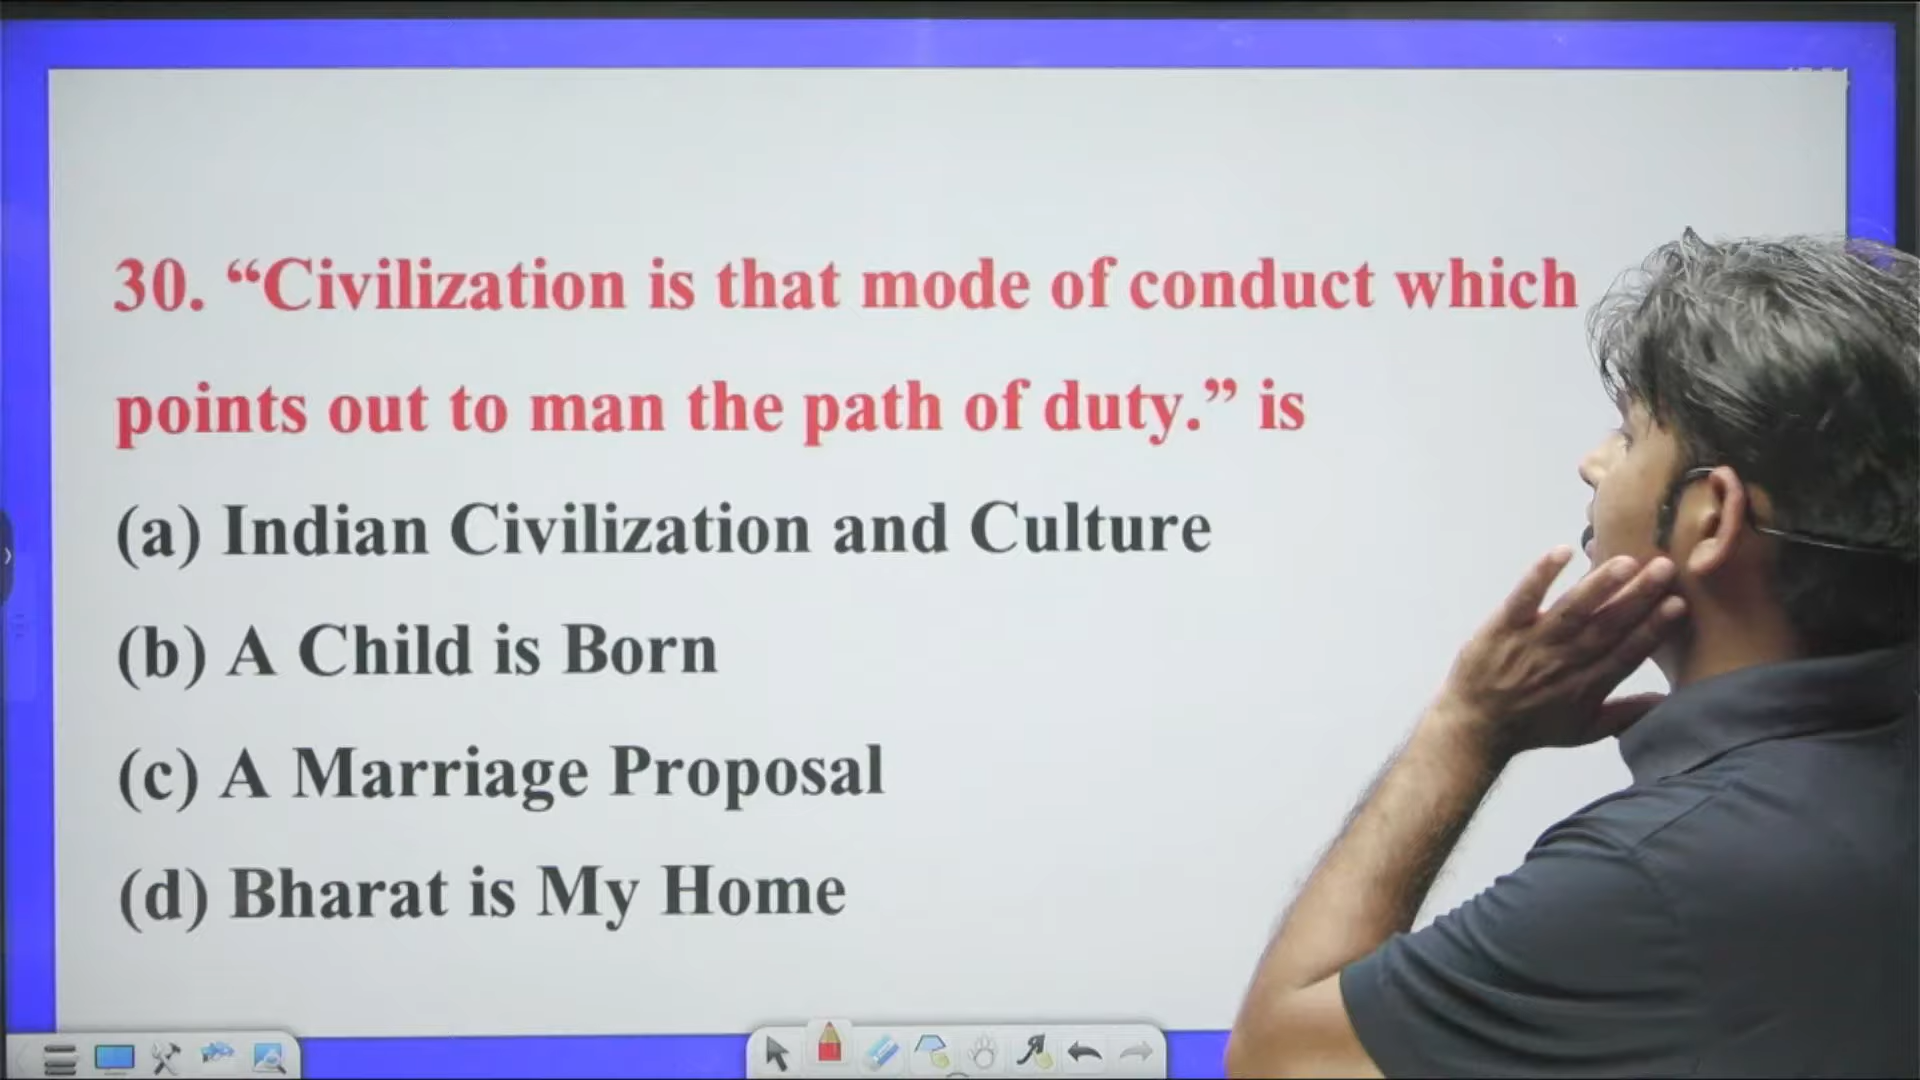 30. “Civilization is that mode of conduct which
points out to man the path of duty.” is
(a) Indian Civilization and Culture
(b) A Child is Born
(c) A Marriage Proposal
(d) Bharat is My Home